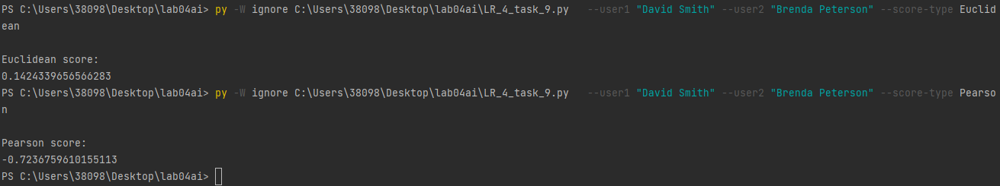 PS C:\Users\38098\Desktop\lab04ai> py -W ignore C:\Users\38098\Desktop\lab04ai\LR_4_task_9.py   --user1 "David Smith" --user2 "Brenda Peterson" --score-type Euclid
ean
Euclidean score:
0.1424339656566283
PS C:\Users\38098\Desktop\lab04ai> py -W ignore C:\Users\38098\Desktop\lab04ai\LR_4_task_9.py   --user1 "David Smith" --user2 "Brenda Peterson" --score-type Pearso
n
Pearson score:
-0.7236759610155113
PS C:\Users\38098\Desktop\lab04ai>